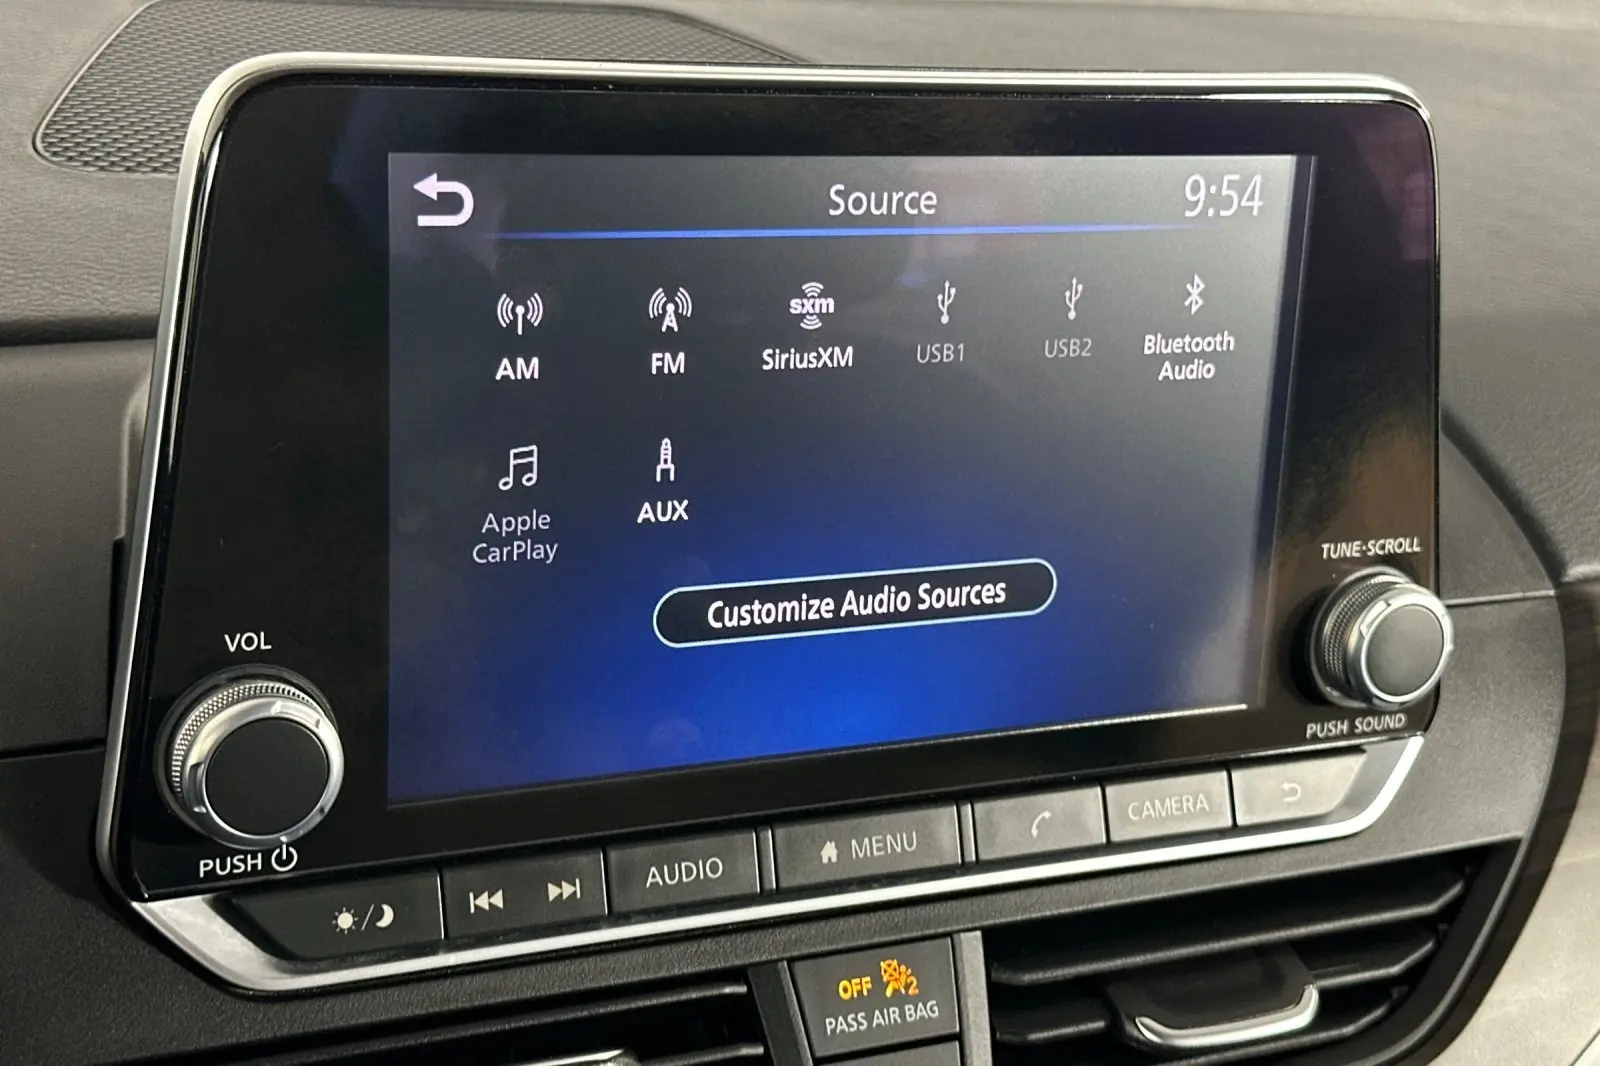 Source
9:54
sxm
AM
FM
SiriusXM
USB1
USB2
Bluetooth
Audio
Apple
CarPlay
AUX
Customize Audio Sources
VOL
PUSH
TUNE·SCROLL
PUSH SOUND
AUDIO
MENU
CAMERA
OFF
2
PASS AIR BAG